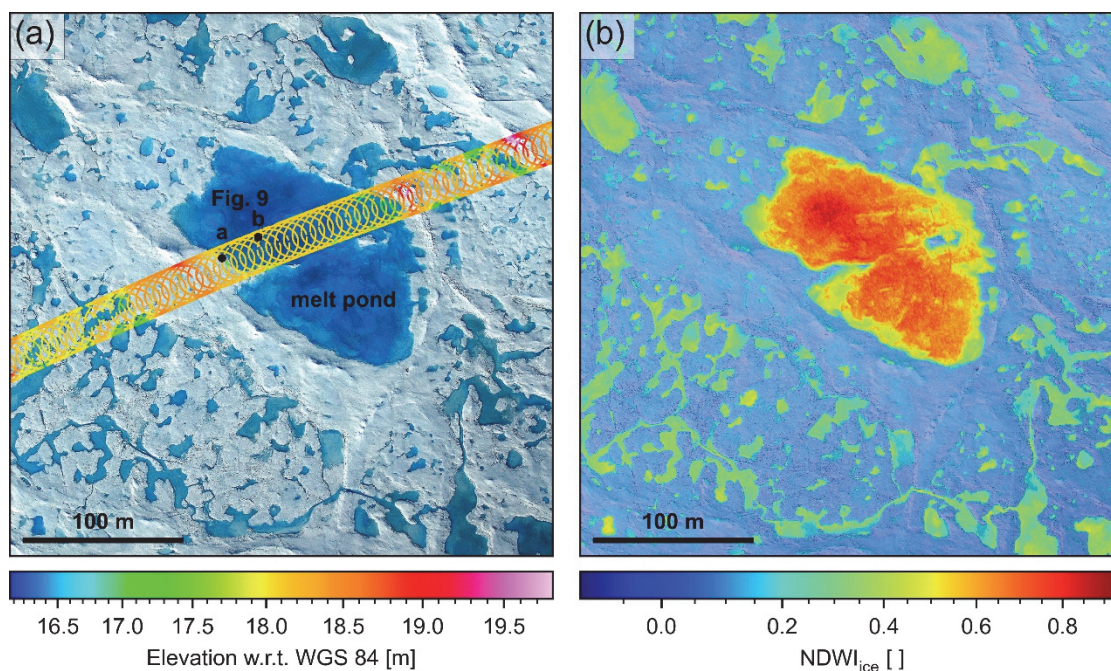 (a)
Fig. 9
b
a
melt pond
100 m
16.5 17.0 17.5 18.0 18.5 19.0 19.5
Elevation w.r.t. WGS 84 [m]
(b)
100 m
0.0 0.2 0.4 0.6 0.8
NDWI_ice [ ]